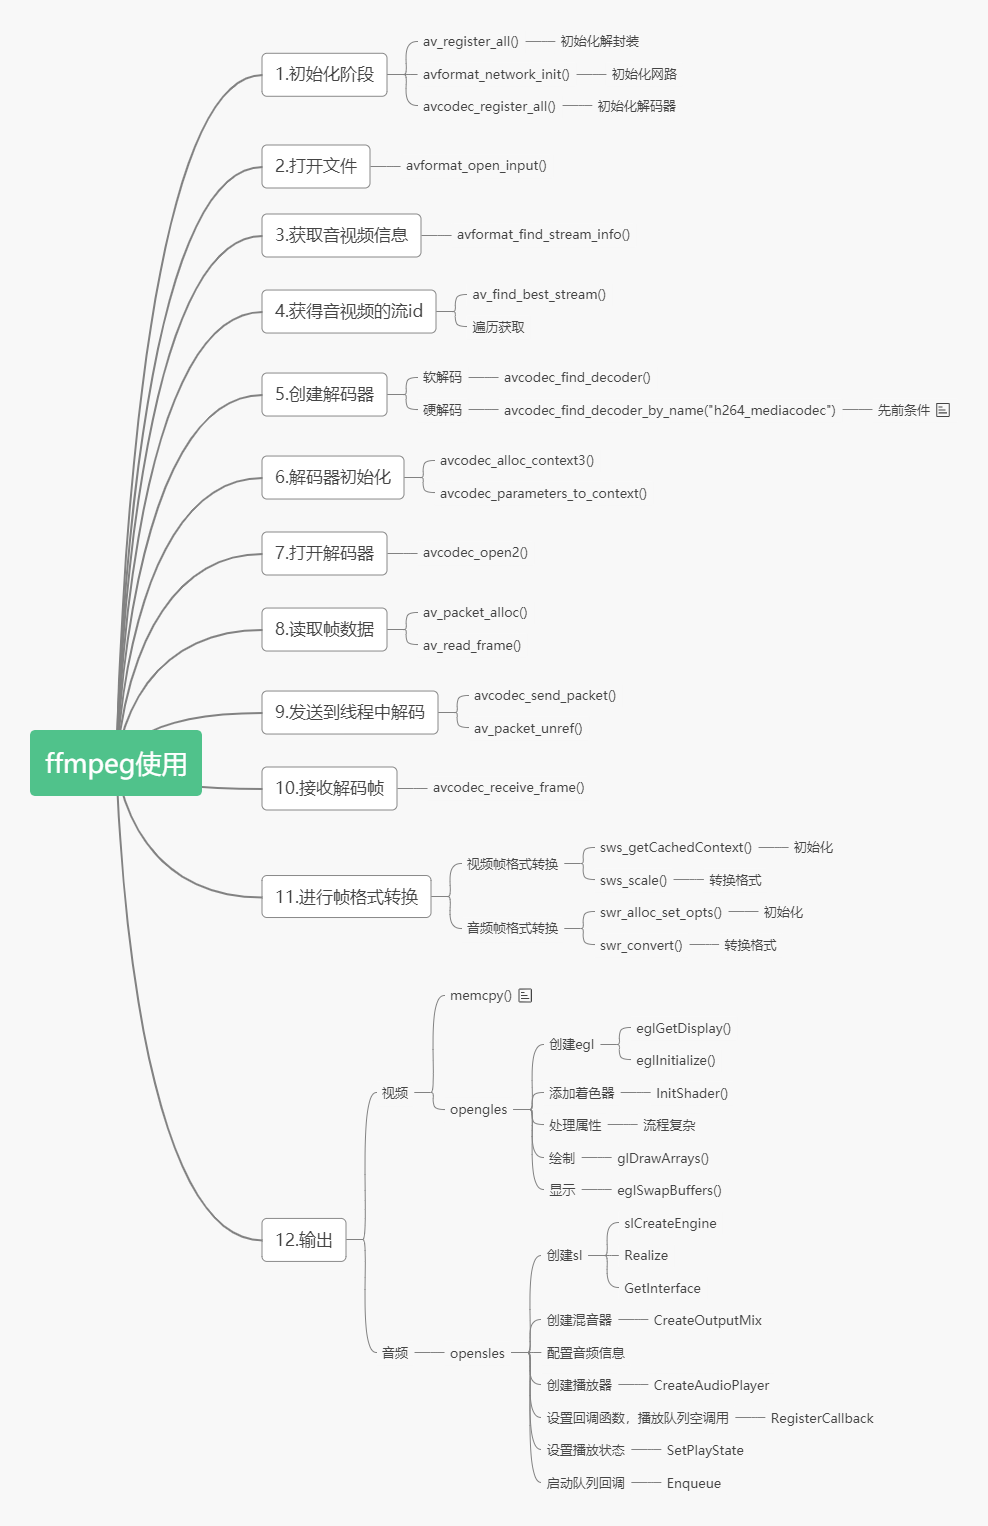 ffmpeg使用
1.初始化阶段
av_register_all()
初始化解封装
avformat_network_init()
初始化网路
avcodec_register_all()
初始化解码器
2.打开文件
avformat_open_input()
3.获取音视频信息
avformat_find_stream_info()
4.获得音视频的流id
av_find_best_stream()
遍历获取
5.创建解码器
软解码
avcodec_find_decoder()
硬解码
avcodec_find_decoder_by_name("h264_mediacodec")
先前条件
6.解码器初始化
avcodec_alloc_context3()
avcodec_parameters_to_context()
7.打开解码器
avcodec_open2()
8.读取帧数据
av_packet_alloc()
av_read_frame()
9.发送到线程中解码
avcodec_send_packet()
av_packet_unref()
10.接收解码帧
avcodec_receive_frame()
11.进行帧格式转换
视频帧格式转换
sws_getCachedContext()
初始化
sws_scale()
转换格式
音频帧格式转换
swr_alloc_set_opts()
初始化
swr_convert()
转换格式
12.输出
视频
memcpy()
opengles
创建egl
eglGetDisplay()
eglInitialize()
添加着色器
InitShader()
处理属性
流程复杂
绘制
glDrawArrays()
显示
eglSwapBuffers()
音频
opensles
创建sl
slCreateEngine
Realize
GetInterface
创建混音器
CreateOutputMix
配置音频信息
创建播放器
CreateAudioPlayer
设置回调函数，播放队列空调用
RegisterCallback
设置播放状态
SetPlayState
启动队列回调
Enqueue